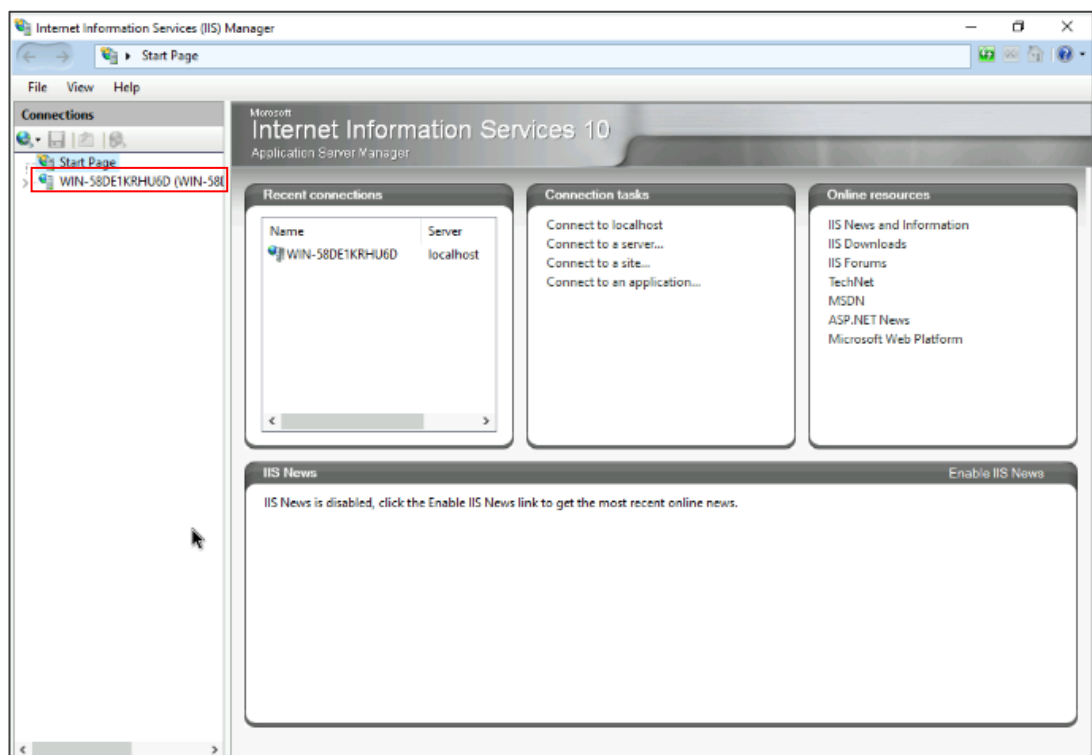 Internet Information Services (IIS) Manager
Start Page
File View Help
Connections
Start Page
WIN-58DE1KRHU6D (WIN-58
Microsoft
Internet Information Services 10
Application Server Manager
Recent connections
Name Server
WIN-58DE1KRHU6D localhost
Connection tasks
Connect to localhost
Connect to a server...
Connect to a site...
Connect to an application...
Online resources
IIS News and Information
IIS Downloads
IIS Forums
TechNet
MSDN
ASP.NET News
Microsoft Web Platform
IIS News Enable IIS News
IIS News is disabled, click the Enable IIS News link to get the most recent online news.